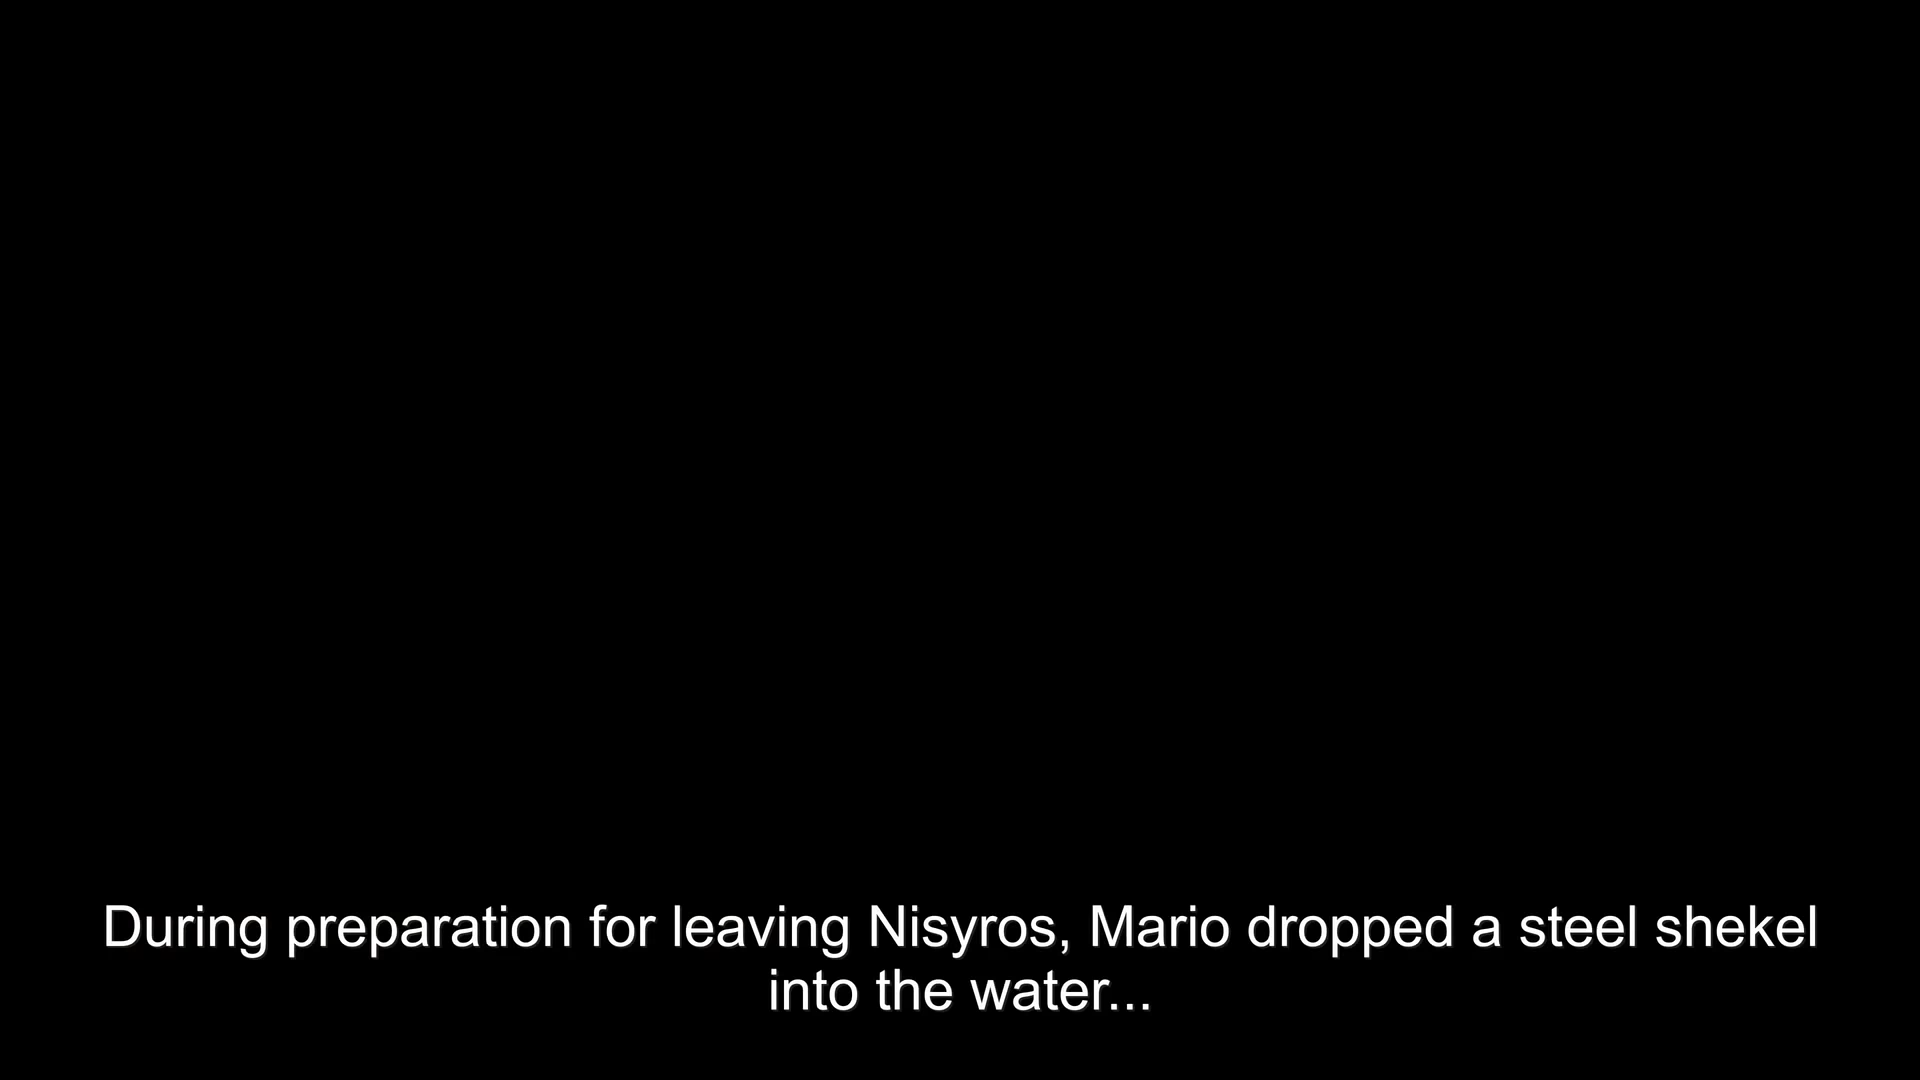 During preparation for leaving Nisyros, Mario dropped a steel shekel
into the water...